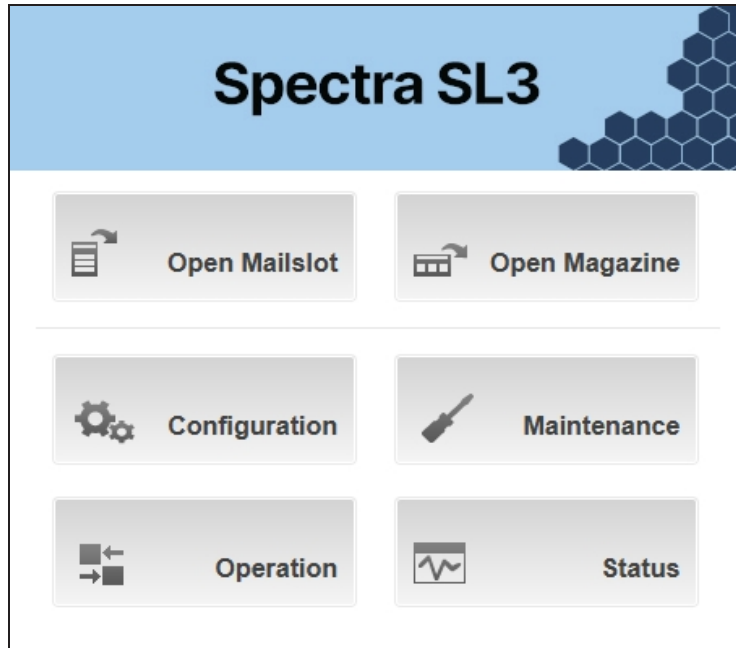 Spectra SL3
Open Mailslot
Open Magazine
Configuration
Maintenance
Operation
Status